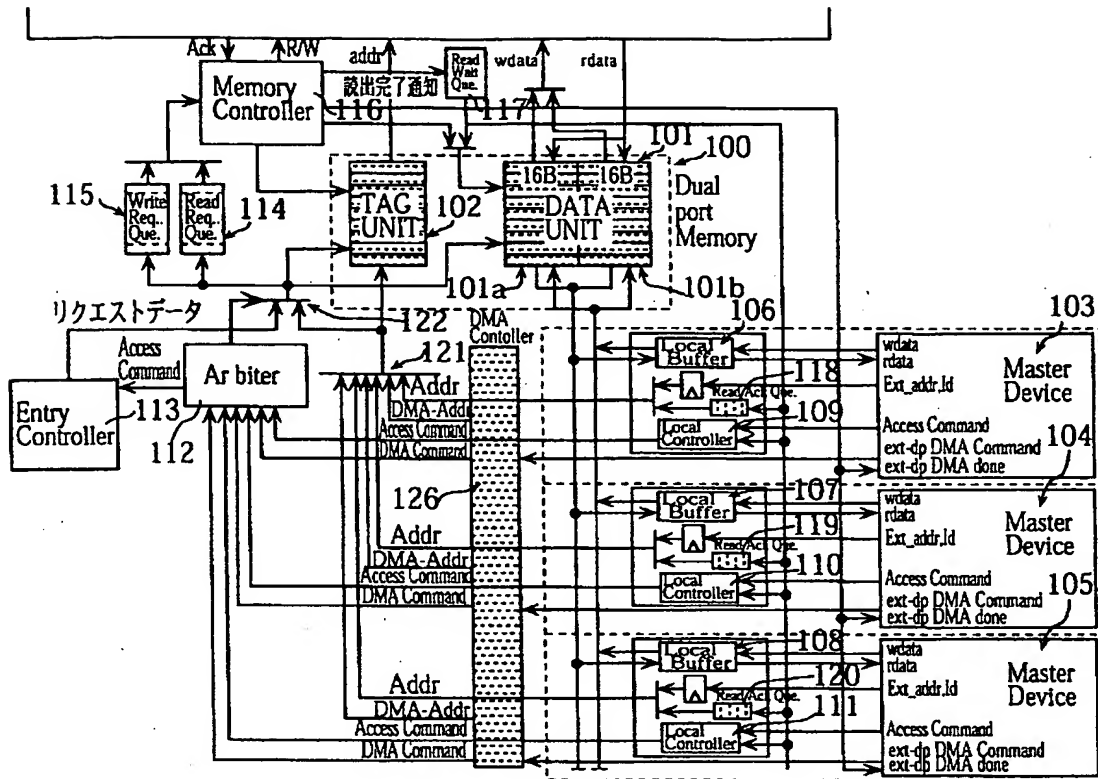 Ack
R/W
addr
Read
Wait
Que.
wdata
rdata
Memory
Controller
116
読出完了通知
117
101
100
Dual
port
Memory
16B
16B
TAG
UNIT
102
DATA
UNIT
115
Write
Req..
Que.
Read
Req..
Que.
114
101a
101b
リクエストデータ
122
DMA
Contoller
121
Access
Command
Ar biter
Entry
Controller
113
112
126
Addr
DMA-Addr
Access Command
DMA Command
106
Local
Buffer
118
Read/Ack Que.
109
Local
Controller
wdata
rdata
Ext_addr,Id
Access Command
ext-dp DMA Command
ext-dp DMA done
103
Master
Device
104
Addr
DMA-Addr
Access Command
DMA Command
107
Local
Buffer
119
Read/Ack Que.
110
Local
Controller
wdata
rdata
Ext_addr,Id
Access Command
ext-dp DMA Command
ext-dp DMA done
Master
Device
105
Addr
DMA-Addr
Access Command
DMA Command
108
Local
Buffer
120
Read/Ack Que.
111
Local
Controller
wdata
rdata
Ext_addr,Id
Access Command
ext-dp DMA Command
ext-dp DMA done
Master
Device